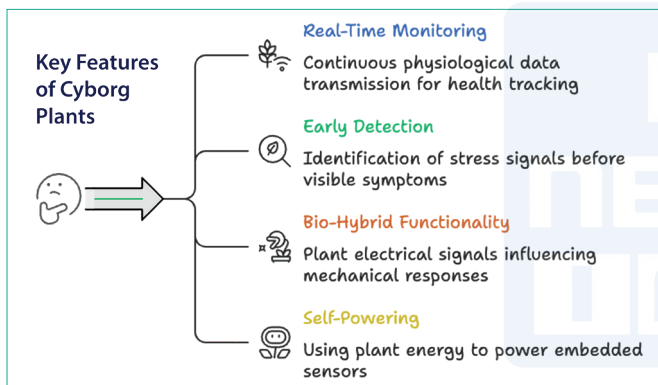 Key Features
of Cyborg
Plants
Real-Time Monitoring
Continuous physiological data
transmission for health tracking
Early Detection
Identification of stress signals before
visible symptoms
Bio-Hybrid Functionality
Plant electrical signals influencing
mechanical responses
Self-Powering
Using plant energy to power embedded
sensors